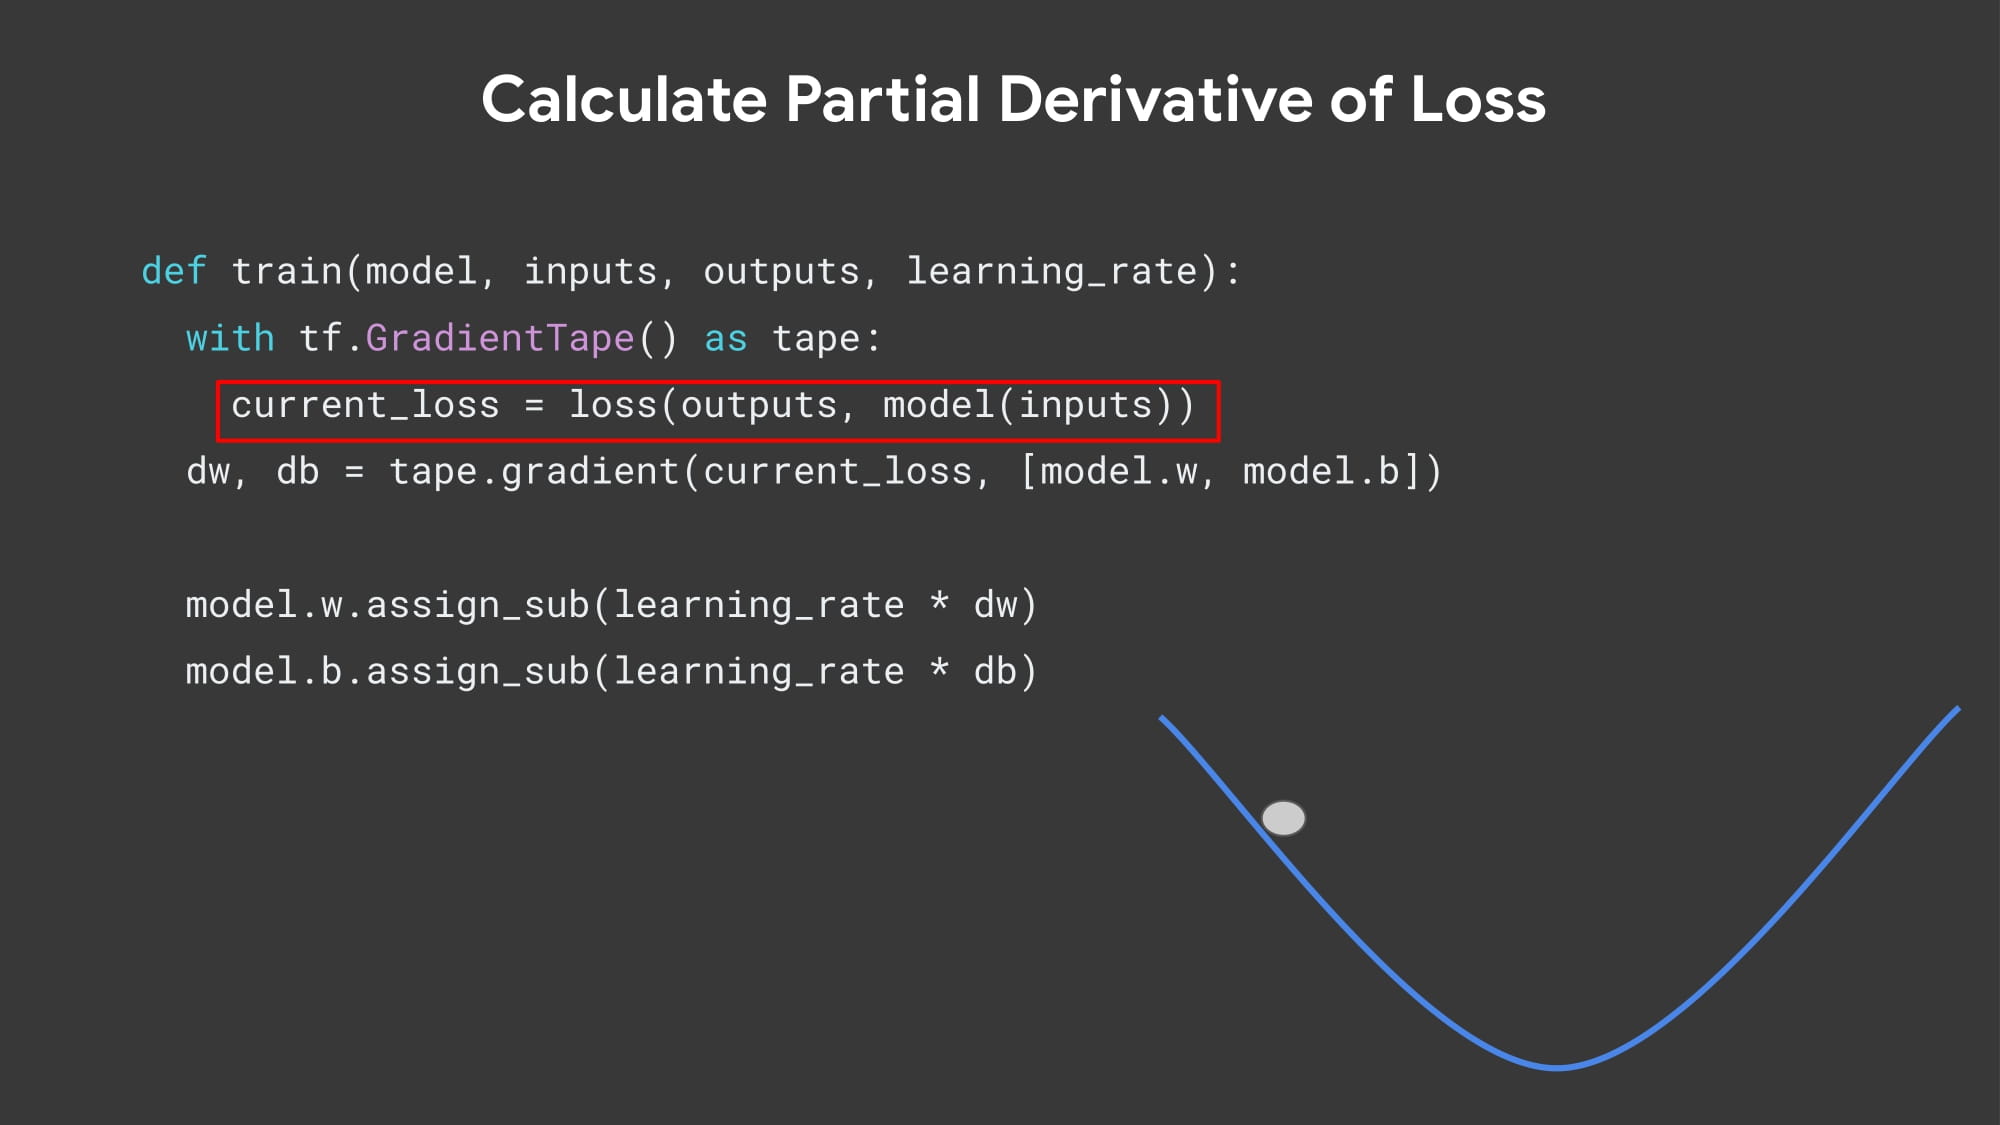 Calculate Partial Derivative of Loss
def train(model, inputs, outputs, learning_rate):
with tf.GradientTape() as tape:
current_loss = loss(outputs, model(inputs))
dw, db = tape.gradient(current_loss, [model.w, model.b])
model.w.assign_sub(learning_rate * dw)
model.b.assign_sub(learning_rate * db)